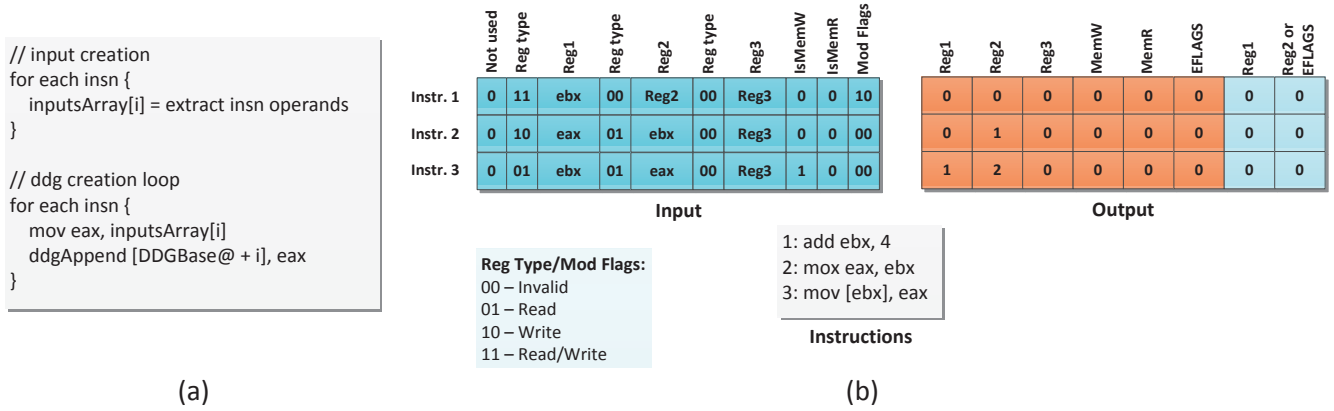 // input creation
for each insn {
inputsArray[i] = extract insn operands
}
// ddg creation loop
for each insn {
mov eax, inputsArray[i]
ddgAppend [DDGBase@ + i], eax
}
(a)
Not used Reg type Reg1 Reg type Reg2 Reg type Reg3 IsMemW IsMemR Mod Flags
Instr. 1 0 11 ebx 00 Reg2 00 Reg3 0 0 10
Instr. 2 0 10 eax 01 ebx 00 Reg3 0 0 00
Instr. 3 0 01 ebx 01 eax 00 Reg3 1 0 00
Input
Reg1 Reg2 Reg3 MemW MemR EFLAGS Reg1 Reg2 or EFLAGS
0 0 0 0 0 0 0 0
0 1 0 0 0 0 0 0
1 2 0 0 0 0 0 0
Output
Reg Type/Mod Flags:
00 – Invalid
01 – Read
10 – Write
11 – Read/Write
1: add ebx, 4
2: mox eax, ebx
3: mov [ebx], eax
Instructions
(b)